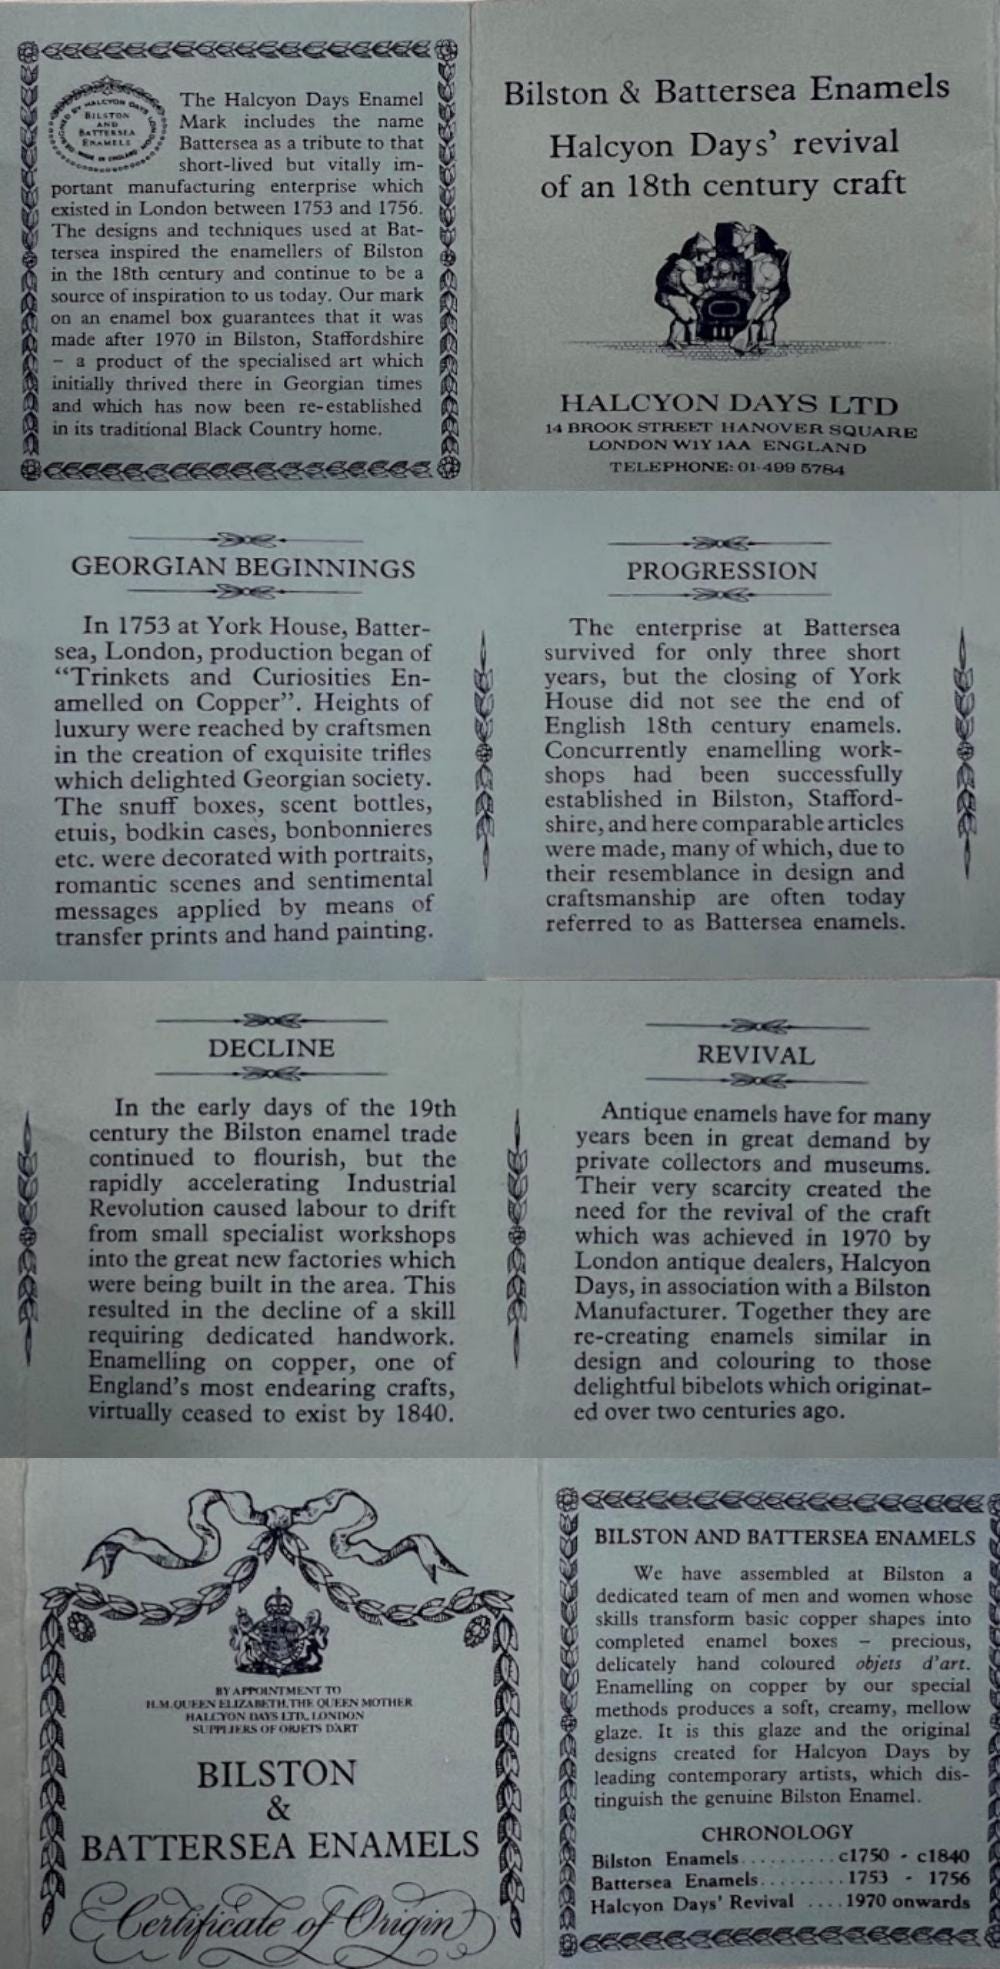 DESIGNED BY HALCYON DAYS LONDON
BILSTON
AND
BATTERSEA
ENAMELS
MADE IN ENGLAND
The Halcyon Days Enamel
Mark includes the name
Battersea as a tribute to that
short-lived but vitally im-
portant manufacturing enterprise which
existed in London between 1753 and 1756.
The designs and techniques used at Bat-
tersea inspired the enamellers of Bilston
in the 18th century and continue to be a
source of inspiration to us today. Our mark
on an enamel box guarantees that it was
made after 1970 in Bilston, Staffordshire
– a product of the specialised art which
initially thrived there in Georgian times
and which has now been re-established
in its traditional Black Country home.
Bilston & Battersea Enamels
Halcyon Days' revival
of an 18th century craft
HALCYON DAYS LTD
14 BROOK STREET HANOVER SQUARE
LONDON W1Y 1AA ENGLAND
TELEPHONE: 01-499 5784
GEORGIAN BEGINNINGS
In 1753 at York House, Batter-
sea, London, production began of
“Trinkets and Curiosities En-
amelled on Copper”. Heights of
luxury were reached by craftsmen
in the creation of exquisite trifles
which delighted Georgian society.
The snuff boxes, scent bottles,
etuis, bodkin cases, bonbonnieres
etc. were decorated with portraits,
romantic scenes and sentimental
messages applied by means of
transfer prints and hand painting.
PROGRESSION
The enterprise at Battersea
survived for only three short
years, but the closing of York
House did not see the end of
English 18th century enamels.
Concurrently enamelling work-
shops had been successfully
established in Bilston, Stafford-
shire, and here comparable articles
were made, many of which, due to
their resemblance in design and
craftsmanship are often today
referred to as Battersea enamels.
DECLINE
In the early days of the 19th
century the Bilston enamel trade
continued to flourish, but the
rapidly accelerating Industrial
Revolution caused labour to drift
from small specialist workshops
into the great new factories which
were being built in the area. This
resulted in the decline of a skill
requiring dedicated handwork.
Enamelling on copper, one of
England's most endearing crafts,
virtually ceased to exist by 1840.
REVIVAL
Antique enamels have for many
years been in great demand by
private collectors and museums.
Their very scarcity created the
need for the revival of the craft
which was achieved in 1970 by
London antique dealers, Halcyon
Days, in association with a Bilston
Manufacturer. Together they are
re-creating enamels similar in
design and colouring to those
delightful bibelots which originat-
ed over two centuries ago.
BY APPOINTMENT TO
H.M. QUEEN ELIZABETH, THE QUEEN MOTHER
HALCYON DAYS LTD., LONDON
SUPPLIERS OF OBJETS D'ART
BILSTON
&
BATTERSEA ENAMELS
Certificate of Origin
BILSTON AND BATTERSEA ENAMELS
We have assembled at Bilston a
dedicated team of men and women whose
skills transform basic copper shapes into
completed enamel boxes – precious,
delicately hand coloured objets d'art.
Enamelling on copper by our special
methods produces a soft, creamy, mellow
glaze. It is this glaze and the original
designs created for Halcyon Days by
leading contemporary artists, which dis-
tinguish the genuine Bilston Enamel.
CHRONOLOGY
Bilston Enamels .......... c1750 - c1840
Battersea Enamels ......... 1753 - 1756
Halcyon Days' Revival .... 1970 onwards